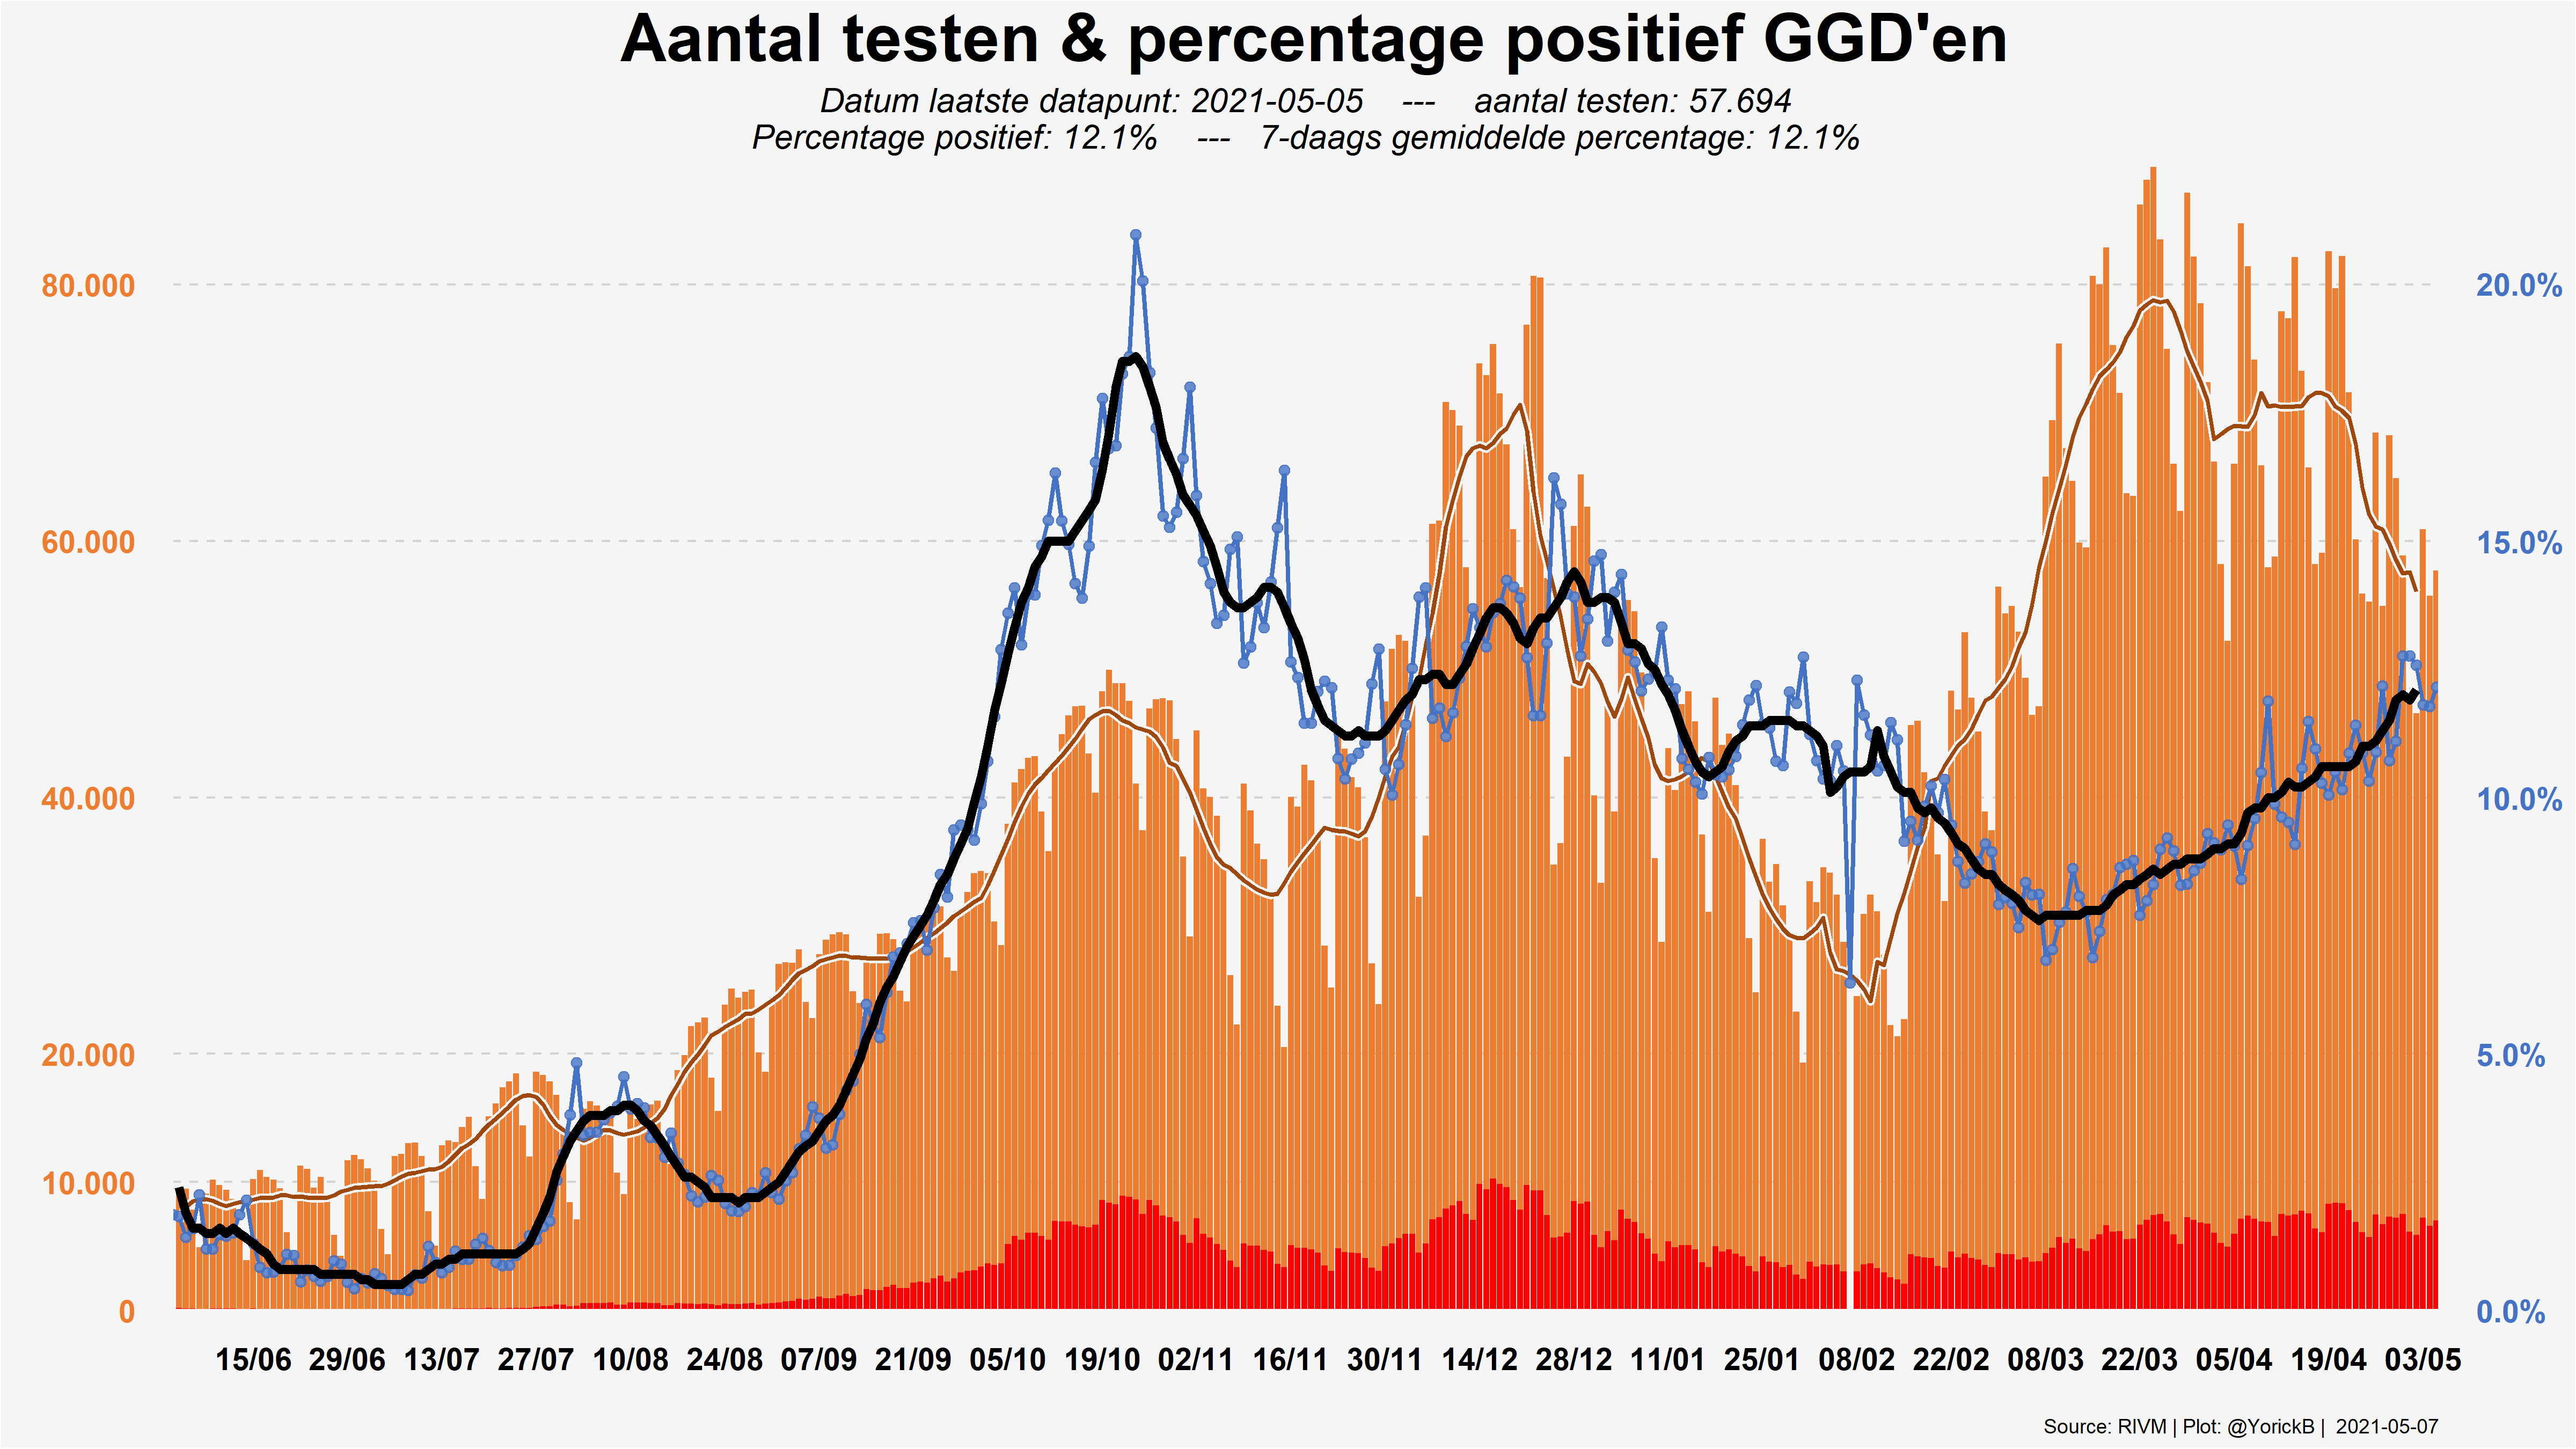 Aantal testen & percentage positief GGD'en
Datum laatste datapunt: 2021-05-05 --- aantal testen: 57.694
Percentage positief: 12.1% --- 7-daags gemiddelde percentage: 12.1%
80.000
60.000
40.000
20.000
10.000
0
20.0%
15.0%
10.0%
5.0%
0.0%
15/06 29/06 13/07 27/07 10/08 24/08 07/09 21/09 05/10 19/10 02/11 16/11 30/11 14/12 28/12 11/01 25/01 08/02 22/02 08/03 22/03 05/04 19/04 03/05
Source: RIVM | Plot: @YorickB | 2021-05-07